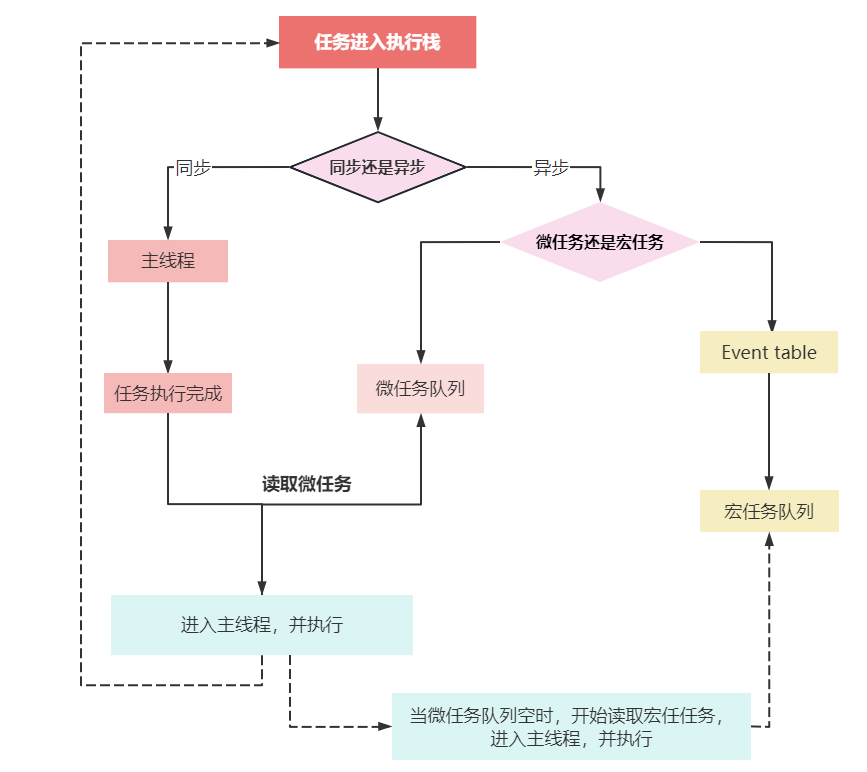 任务进入执行栈
同步
同步还是异步
异步
微任务还是宏任务
主线程
Event table
任务执行完成
微任务队列
读取微任务
宏任务队列
进入主线程，并执行
当微任务队列空时，开始读取宏任任务，
进入主线程，并执行